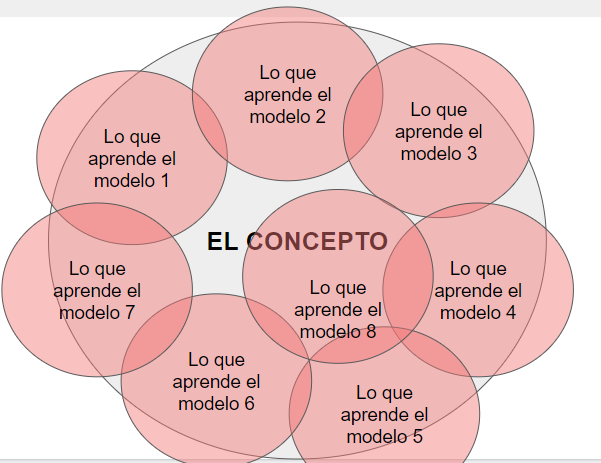 Lo que
aprende el
modelo 2
Lo que
aprende el
modelo 3
Lo que
aprende el
modelo 1
EL CONCEPTO
Lo que
aprende el
modelo 7
Lo que
aprende el
modelo 8
Lo que
aprende el
modelo 4
Lo que
aprende el
modelo 6
Lo que
aprende el
modelo 5